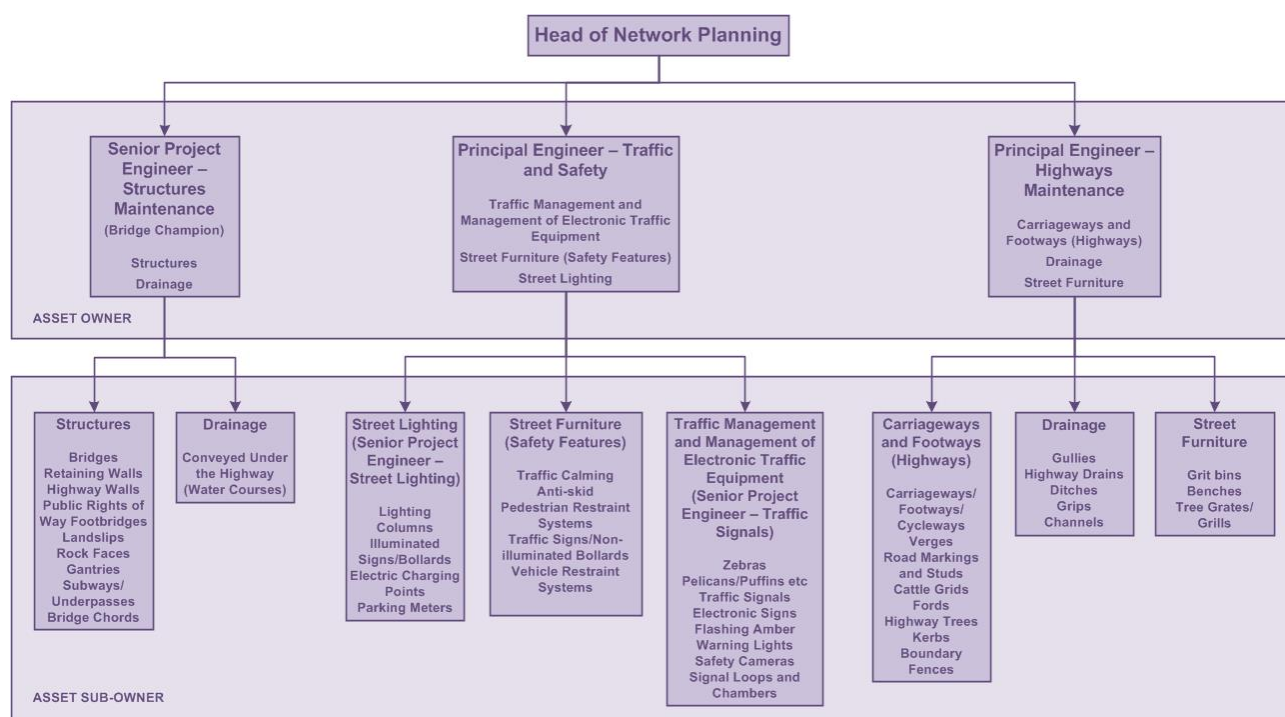 Head of Network Planning
Senior Project
Engineer –
Structures
Maintenance
(Bridge Champion)
Structures
Drainage
Principal Engineer – Traffic
and Safety
Traffic Management and
Management of Electronic Traffic
Equipment
Street Furniture (Safety Features)
Street Lighting
Principal Engineer –
Highways
Maintenance
Carriageways and
Footways (Highways)
Drainage
Street Furniture
ASSET OWNER
Structures
Bridges
Retaining Walls
Highway Walls
Public Rights of
Way Footbridges
Landslips
Rock Faces
Gantries
Subways/
Underpasses
Bridge Chords
Drainage
Conveyed Under
the Highway
(Water Courses)
Street Lighting
(Senior Project
Engineer –
Street Lighting)
Lighting
Columns
Illuminated
Signs/Bollards
Electric Charging
Points
Parking Meters
Street Furniture
(Safety Features)
Traffic Calming
Anti-skid
Pedestrian Restraint
Systems
Traffic Signs/Non-
illuminated Bollards
Vehicle Restraint
Systems
Traffic Management
and Management of
Electronic Traffic
Equipment
(Senior Project
Engineer – Traffic
Signals)
Zebras
Pelicans/Puffins etc
Traffic Signals
Electronic Signs
Flashing Amber
Warning Lights
Safety Cameras
Signal Loops and
Chambers
Carriageways
and Footways
(Highways)
Carriageways/
Footways/
Cycleways
Verges
Road Markings
and Studs
Cattle Grids
Fords
Highway Trees
Kerbs
Boundary
Fences
Drainage
Gullies
Highway Drains
Ditches
Grips
Channels
Street
Furniture
Grit bins
Benches
Tree Grates/
Grills
ASSET SUB-OWNER